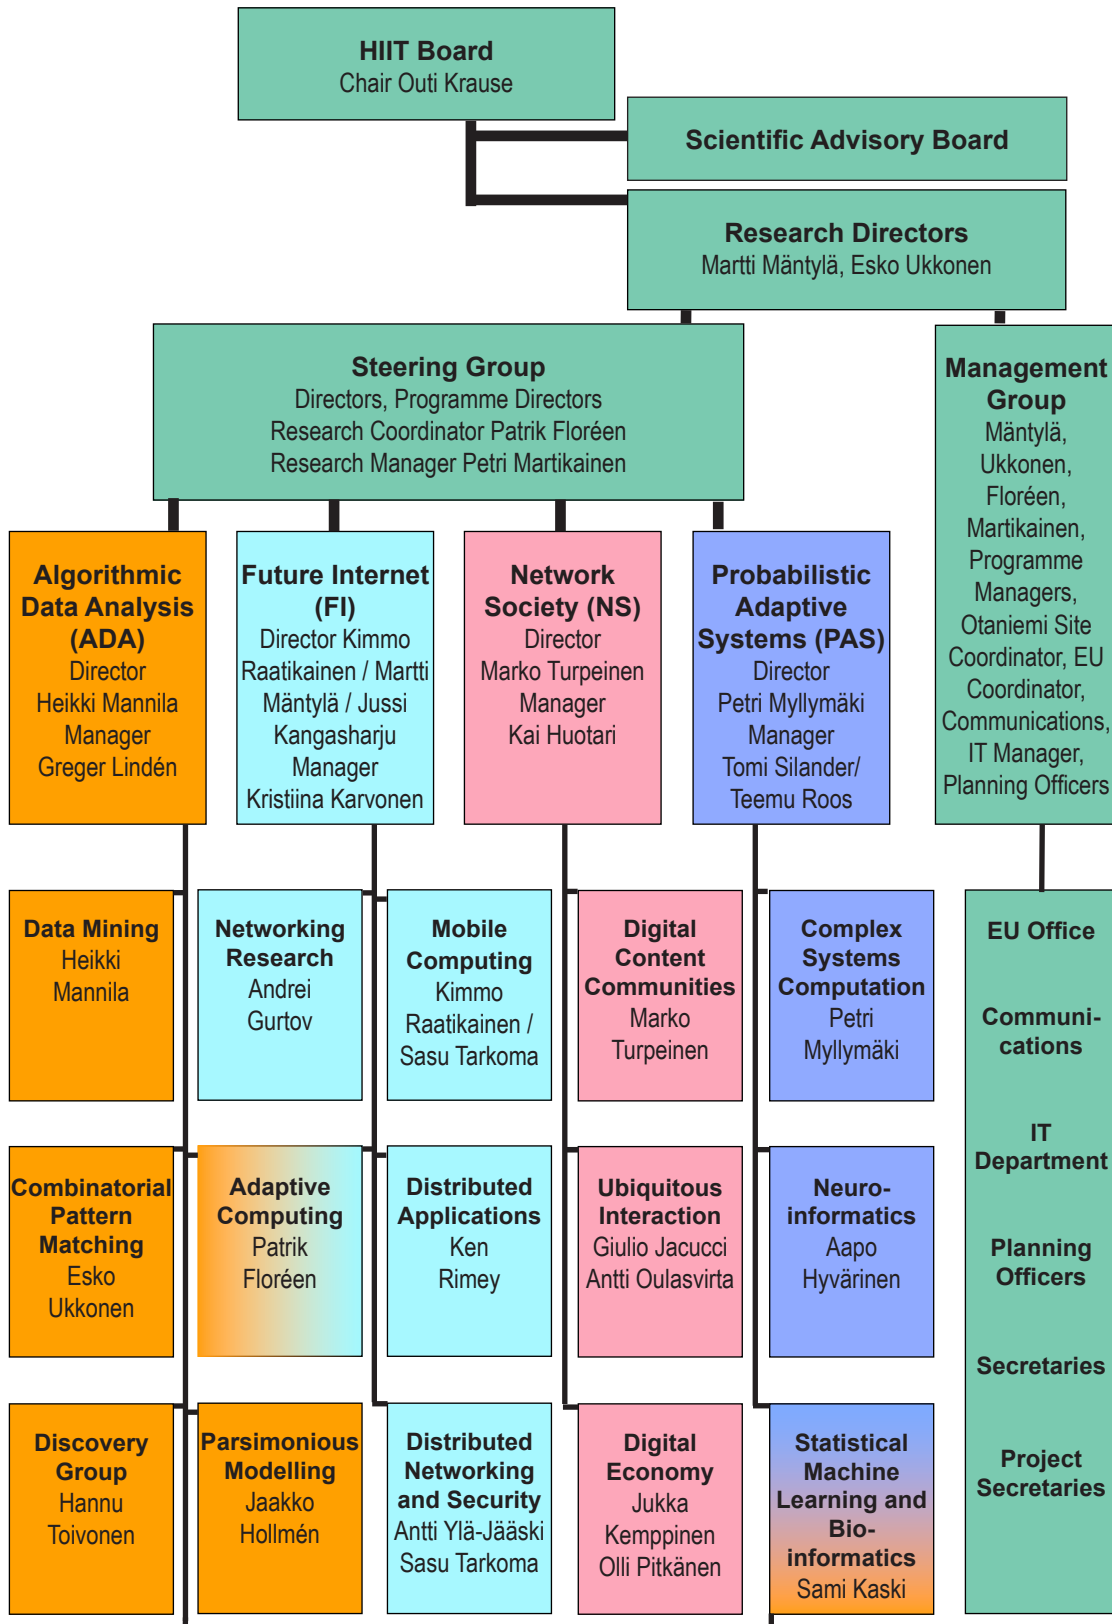 HIIT Board
Chair Outi Krause
Scientific Advisory Board
Research Directors
Martti Mäntylä, Esko Ukkonen
Steering Group
Directors, Programme Directors
Research Coordinator Patrik Floréen
Research Manager Petri Martikainen
Management
Group
Mäntylä,
Ukkonen,
Floréen,
Martikainen,
Programme
Managers,
Otaniemi Site
Coordinator, EU
Coordinator,
Communications,
IT Manager,
Planning Officers
Algorithmic
Data Analysis
(ADA)
Director
Heikki Mannila
Manager
Greger Lindén
Future Internet
(FI)
Director Kimmo
Raatikainen / Martti
Mäntylä / Jussi
Kangasharju
Manager
Kristiina Karvonen
Network
Society (NS)
Director
Marko Turpeinen
Manager
Kai Huotari
Probabilistic
Adaptive
Systems (PAS)
Director
Petri Myllymäki
Manager
Tomi Silander/
Teemu Roos
Data Mining
Heikki
Mannila
Networking
Research
Andrei
Gurtov
Mobile
Computing
Kimmo
Raatikainen /
Sasu Tarkoma
Digital
Content
Communities
Marko
Turpeinen
Complex
Systems
Computation
Petri
Myllymäki
EU Office
Communi-
cations
IT
Department
Planning
Officers
Secretaries
Project
Secretaries
Combinatorial
Pattern
Matching
Esko
Ukkonen
Adaptive
Computing
Patrik
Floréen
Distributed
Applications
Ken
Rimey
Ubiquitous
Interaction
Giulio Jacucci
Antti Oulasvirta
Neuro-
informatics
Aapo
Hyvärinen
Discovery
Group
Hannu
Toivonen
Parsimonious
Modelling
Jaakko
Hollmén
Distributed
Networking
and Security
Antti Ylä-Jääski
Sasu Tarkoma
Digital
Economy
Jukka
Kemppinen
Olli Pitkänen
Statistical
Machine
Learning and
Bio-
informatics
Sami Kaski